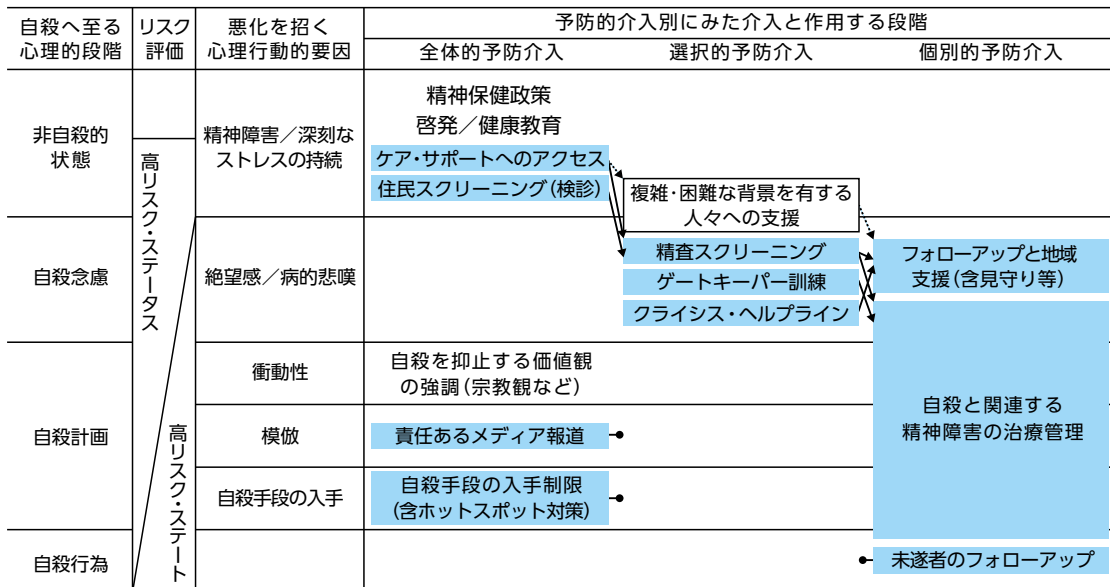 自殺へ至る
心理的段階
リスク
評価
悪化を招く
心理行動的要因
予防的介入別にみた介入と作用する段階
全体的予防介入
選択的予防介入
個別的予防介入
非自殺的
状態
高リスク・ステータス
精神障害／深刻な
ストレスの持続
精神保健政策
啓発／健康教育
ケア・サポートへのアクセス
住民スクリーニング(検診)
複雑・困難な背景を有する
人々への支援
自殺念慮
絶望感／病的悲嘆
精査スクリーニング
ゲートキーパー訓練
クライシス・ヘルプライン
フォローアップと地域
支援(含見守り等)
自殺計画
高リスク・ステート
衝動性
自殺を抑止する価値観
の強調(宗教観など)
自殺と関連する
精神障害の治療管理
模倣
責任あるメディア報道
自殺手段の入手
自殺手段の入手制限
(含ホットスポット対策)
自殺行為
未遂者のフォローアップ